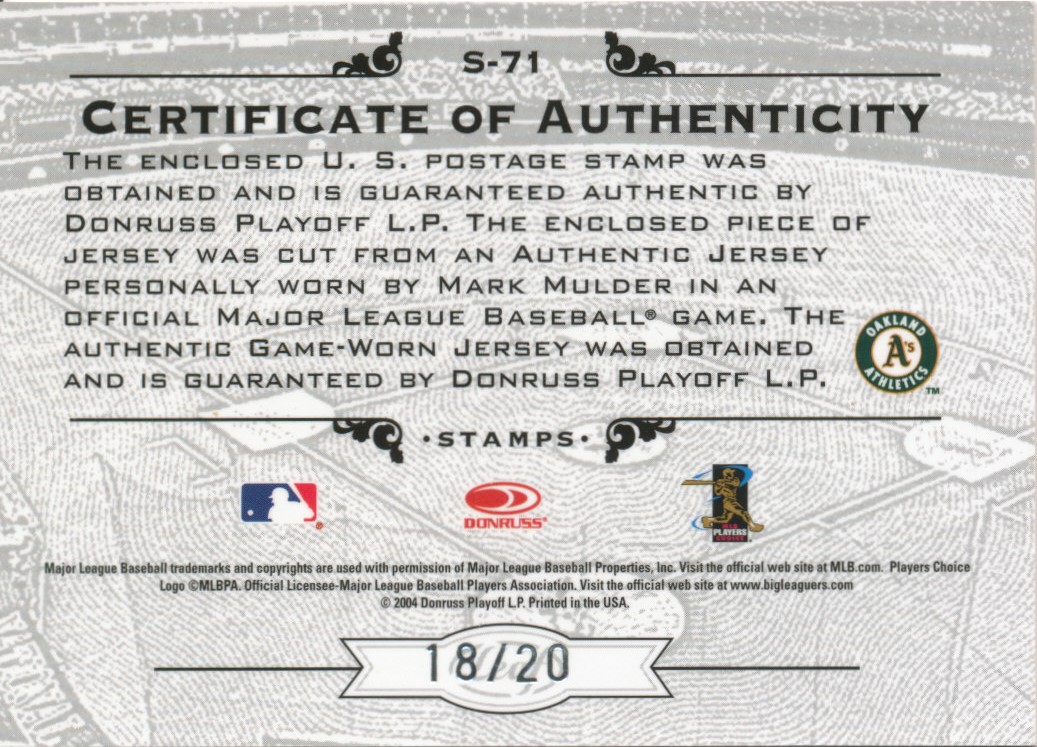 S-71
CERTIFICATE OF AUTHENTICITY
THE ENCLOSED U. S. POSTAGE STAMP WAS
OBTAINED AND IS GUARANTEED AUTHENTIC BY
DONRUSS PLAYOFF L.P. THE ENCLOSED PIECE OF
JERSEY WAS CUT FROM AN AUTHENTIC JERSEY
PERSONALLY WORN BY MARK MULDER IN AN
OFFICIAL MAJOR LEAGUE BASEBALL® GAME. THE
AUTHENTIC GAME-WORN JERSEY WAS OBTAINED
AND IS GUARANTEED BY DONRUSS PLAYOFF L.P.
OAKLAND
A's
ATHLETICS
TM
•STAMPS•
DONRUSS®
MLB
PLAYERS
CHOICE
Major League Baseball trademarks and copyrights are used with permission of Major League Baseball Properties, Inc. Visit the official web site at MLB.com. Players Choice
Logo ©MLBPA. Official Licensee-Major League Baseball Players Association. Visit the official web site at www.bigleaguers.com
© 2004 Donruss Playoff L.P. Printed in the USA.
18/20